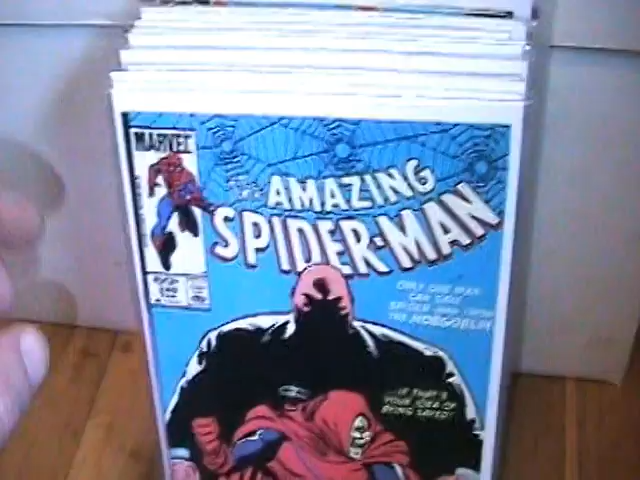 MARVEL
THE AMAZING
SPIDER-MAN
ONLY ONE MAN
CAN SAVE
SPIDER-MAN FROM
THE HOBGOBLIN
IF THAT'S
YOUR IDEA OF
BEING SAVED!